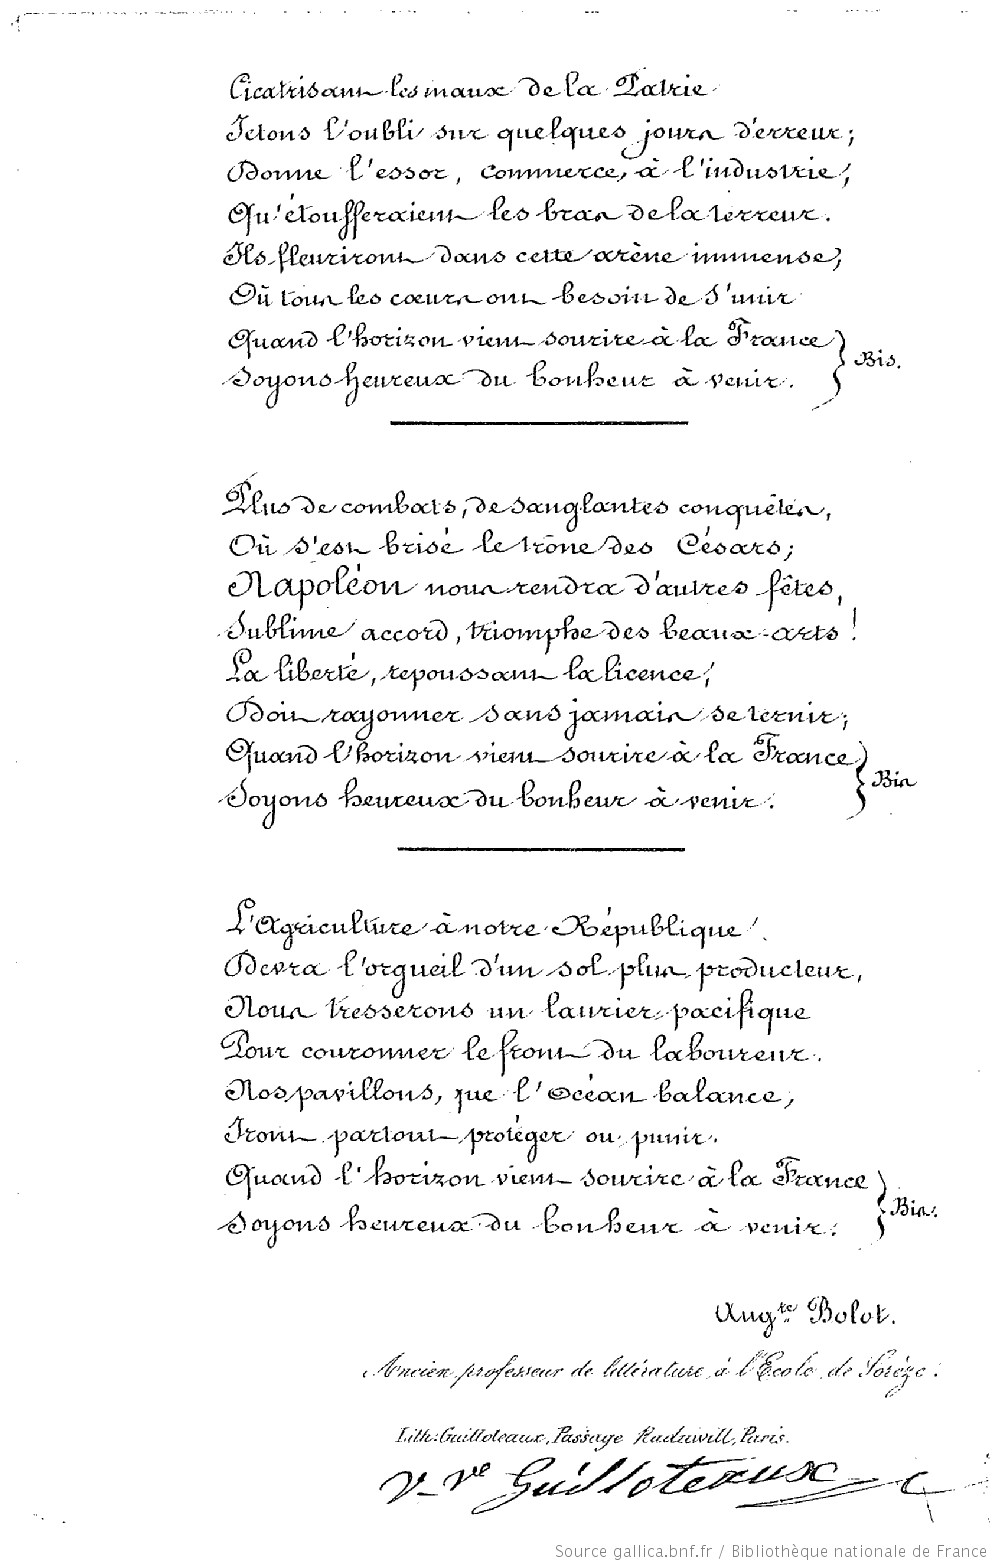 Cicatrisant les maux de la Patrie
Jetons l'oubli sur quelques jours d'erreur;
Donne l'essor, commerce, à l'industrie,
Qu'étoufferaient les bras de la terreur.
Ils fleuriront dans cette arène immense,
Où tous les cœurs ont besoin de s'unir
Quand l'horizon vient sourire à la France
Soyons heureux du bonheur à venir.
} Bis.
Plus de combats, de sanglantes conquêtes,
Où s'est brisé le trône des Césars;
Napoléon nous rendra d'autres fêtes,
Sublime accord, triomphe des beaux-arts!
La liberté, repoussant la licence,
Doit rayonner sans jamais se ternir;
Quand l'horizon vient sourire à la France
Soyons heureux du bonheur à venir.
} Bis
L'Agriculture à notre République
Devra l'orgueil d'un sol plus producteur,
Nous tresserons un laurier pacifique
Pour couronner le front du laboureur.
Nos pavillons, que l'Océan balance,
Iront partout protéger ou punir.
Quand l'horizon vient sourire à la France
Soyons heureux du bonheur à venir.
} Bis.
Aug.te Bolot.
Ancien professeur de littérature à l'Ecole de Sorèze.
Lith: Guilloteaux, Passage Radziwill, Paris.
V-ve Guilloteaux
Source gallica.bnf.fr / Bibliothèque nationale de France